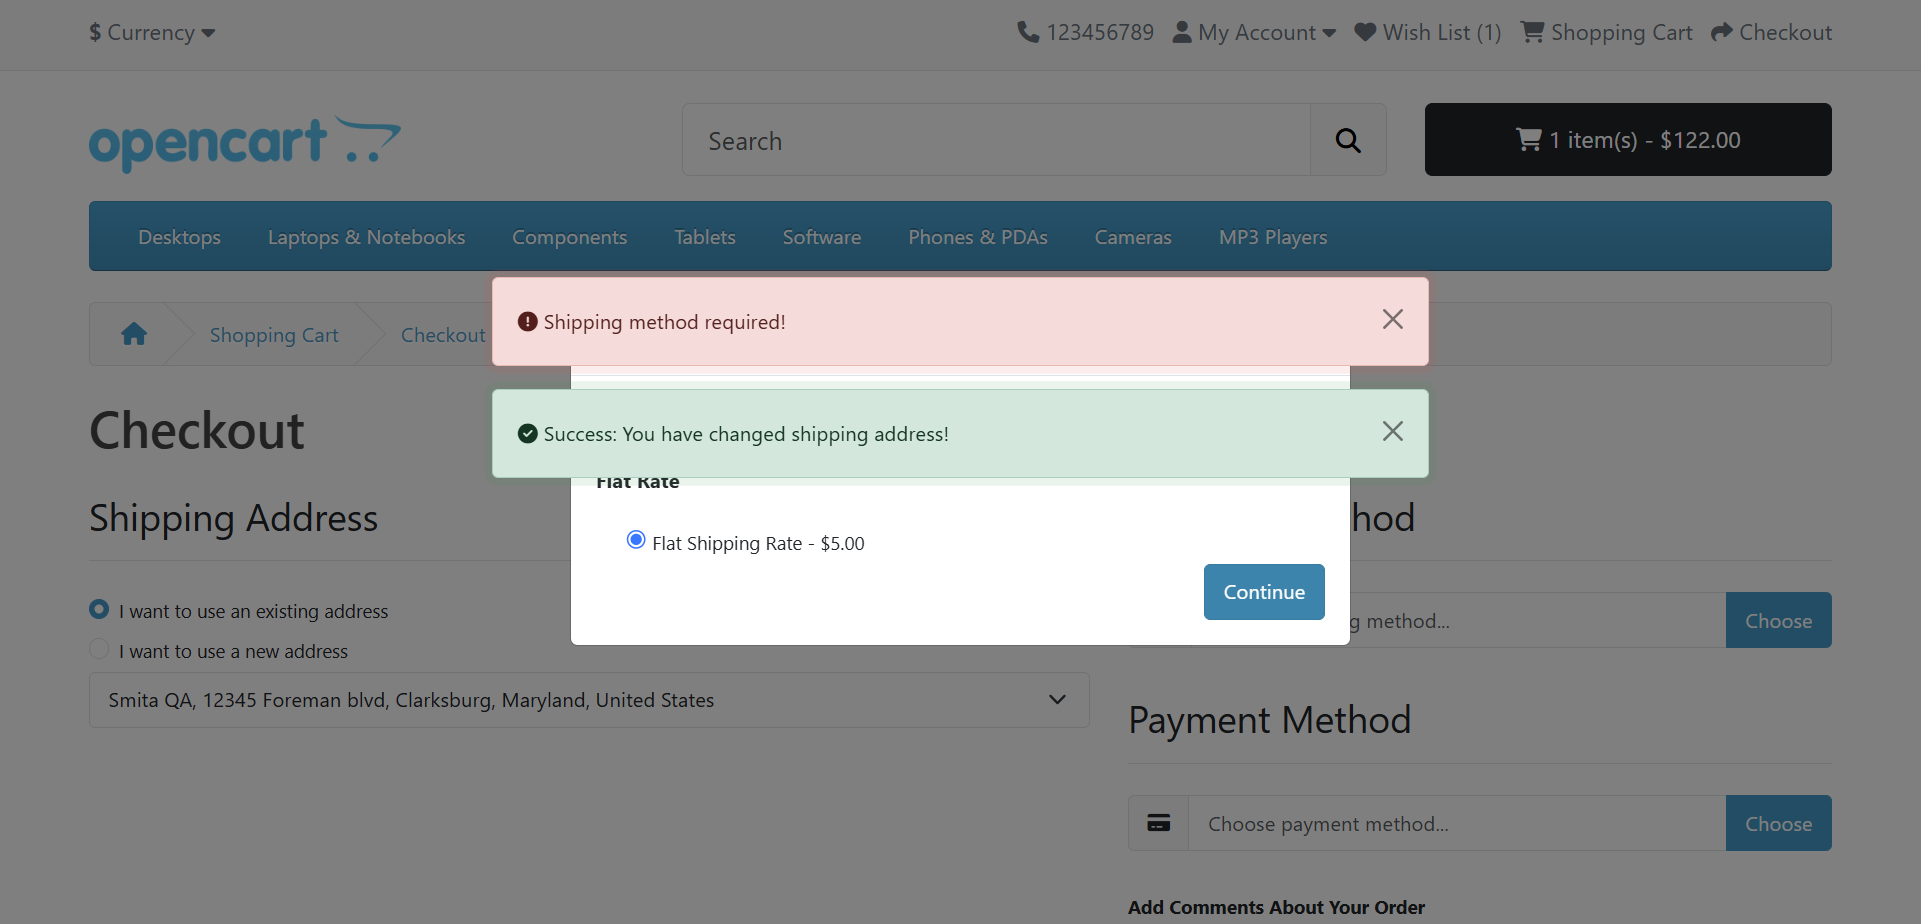 $ Currency
123456789 My Account Wish List (1) Shopping Cart Checkout
opencart
Search
1 item(s) - $122.00
Desktops Laptops & Notebooks Components Tablets Software Phones & PDAs Cameras MP3 Players
Shopping Cart Checkout
Shipping method required!
Success: You have changed shipping address!
Flat Rate
Flat Shipping Rate - $5.00
Continue
Checkout
Shipping Address
I want to use an existing address
I want to use a new address
Smita QA, 12345 Foreman blvd, Clarksburg, Maryland, United States
hod
g method...
Choose
Payment Method
Choose payment method...
Choose
Add Comments About Your Order